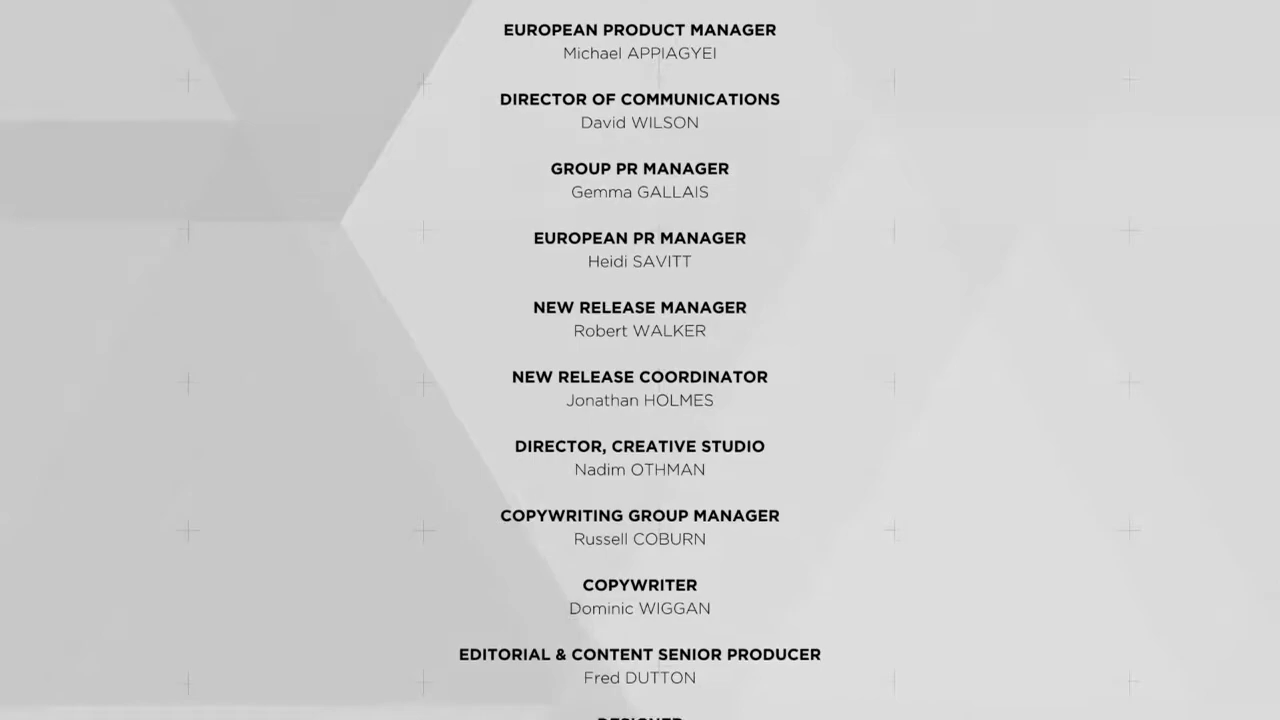 EUROPEAN PRODUCT MANAGER
Michael APPIAGYEI
DIRECTOR OF COMMUNICATIONS
David WILSON
GROUP PR MANAGER
Gemma GALLAIS
EUROPEAN PR MANAGER
Heidi SAVITT
NEW RELEASE MANAGER
Robert WALKER
NEW RELEASE COORDINATOR
Jonathan HOLMES
DIRECTOR, CREATIVE STUDIO
Nadim OTHMAN
COPYWRITING GROUP MANAGER
Russell COBURN
COPYWRITER
Dominic WIGGAN
EDITORIAL & CONTENT SENIOR PRODUCER
Fred DUTTON